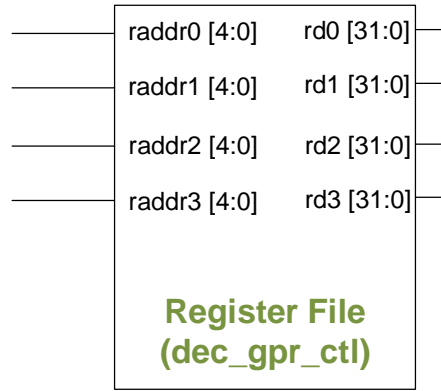 raddr0 [4:0] rd0 [31:0]
raddr1 [4:0] rd1 [31:0]
raddr2 [4:0] rd2 [31:0]
raddr3 [4:0] rd3 [31:0]
Register File
(dec_gpr_ctl)